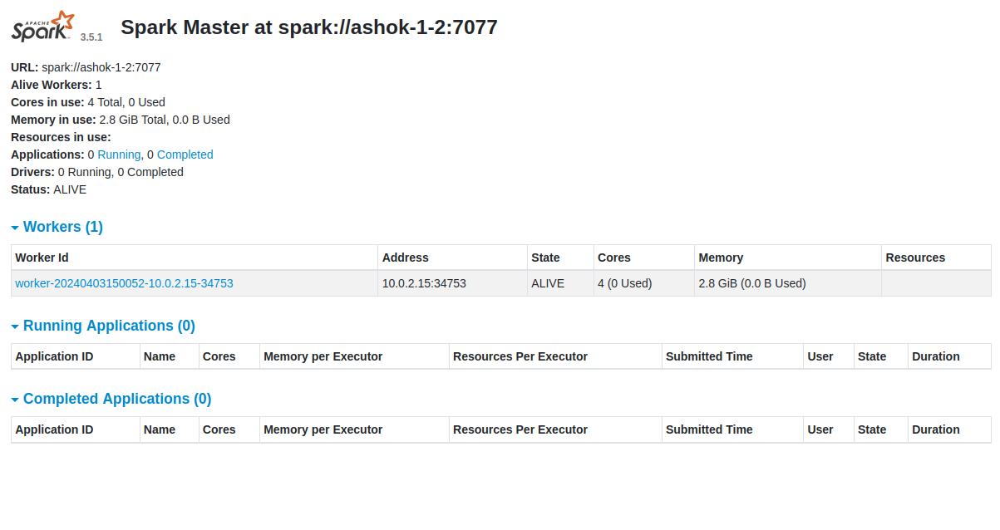 APACHE
Spark 3.5.1 Spark Master at spark://ashok-1-2:7077
URL: spark://ashok-1-2:7077
Alive Workers: 1
Cores in use: 4 Total, 0 Used
Memory in use: 2.8 GiB Total, 0.0 B Used
Resources in use:
Applications: 0 Running, 0 Completed
Drivers: 0 Running, 0 Completed
Status: ALIVE
Workers (1)
Worker Id Address State Cores Memory Resources
worker-20240403150052-10.0.2.15-34753 10.0.2.15:34753 ALIVE 4 (0 Used) 2.8 GiB (0.0 B Used)
Running Applications (0)
Application ID Name Cores Memory per Executor Resources Per Executor Submitted Time User State Duration
Completed Applications (0)
Application ID Name Cores Memory per Executor Resources Per Executor Submitted Time User State Duration